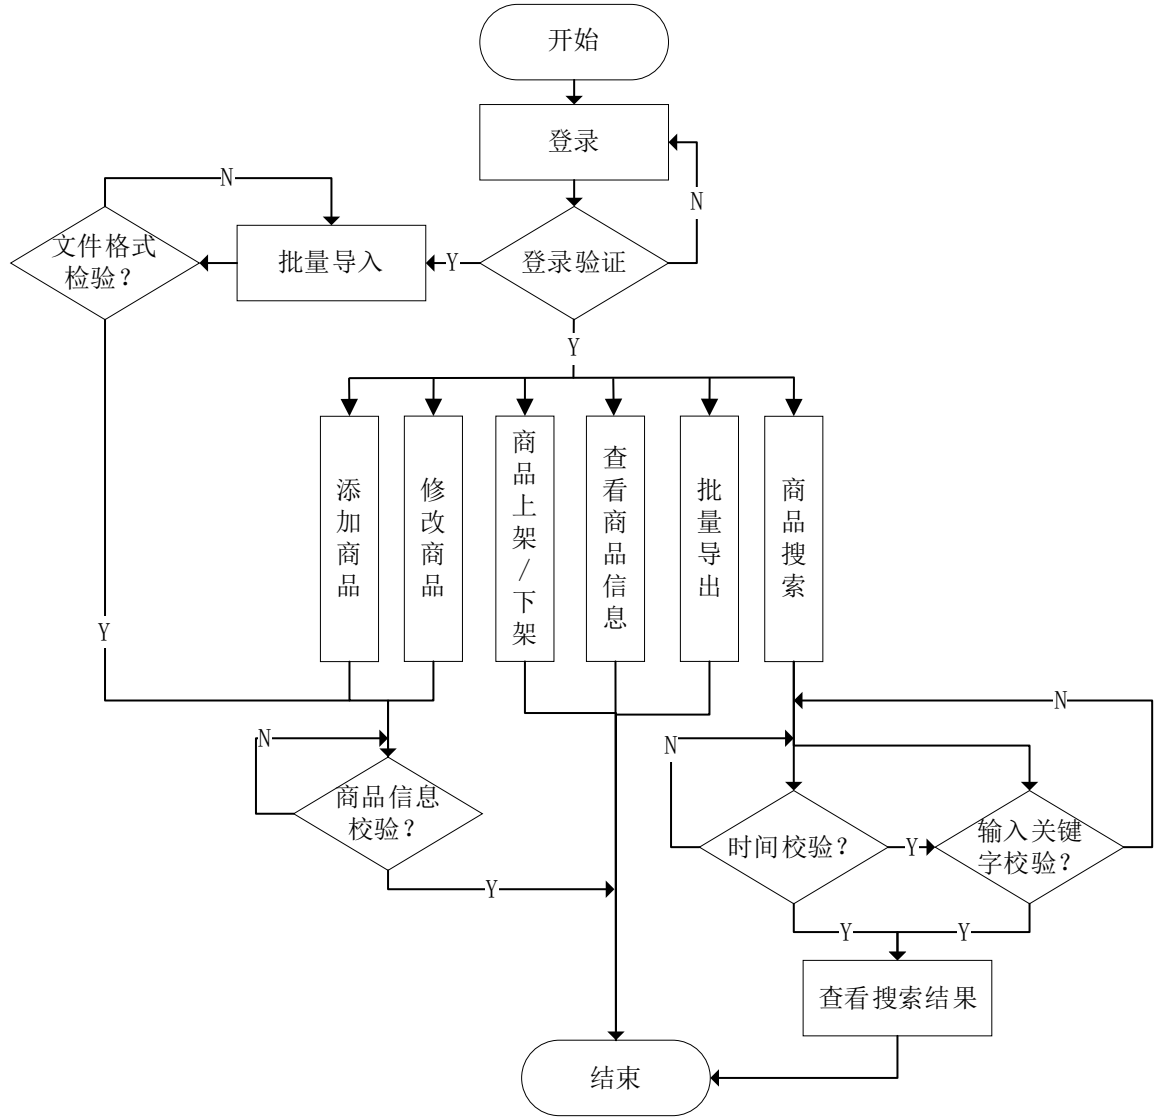 开始
登录
N
N
文件格式
检验？
批量导入
Y
登录验证
Y
添加商品
修改商品
商品上架/下架
查看商品信息
批量导出
商品搜索
Y
N
N
N
商品信息
校验？
时间校验？
Y
输入关键
字校验？
Y
Y
Y
查看搜索结果
结束